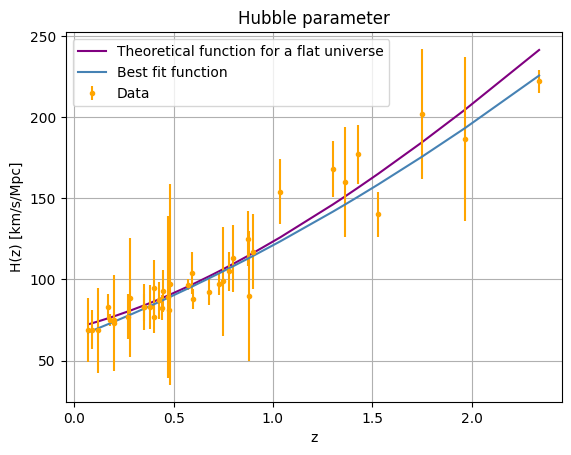 Hubble parameter
250
200
150
100
50
H(z) [km/s/Mpc]
Theoretical function for a flat universe
Best fit function
Data
0.0 0.5 1.0 1.5 2.0
z